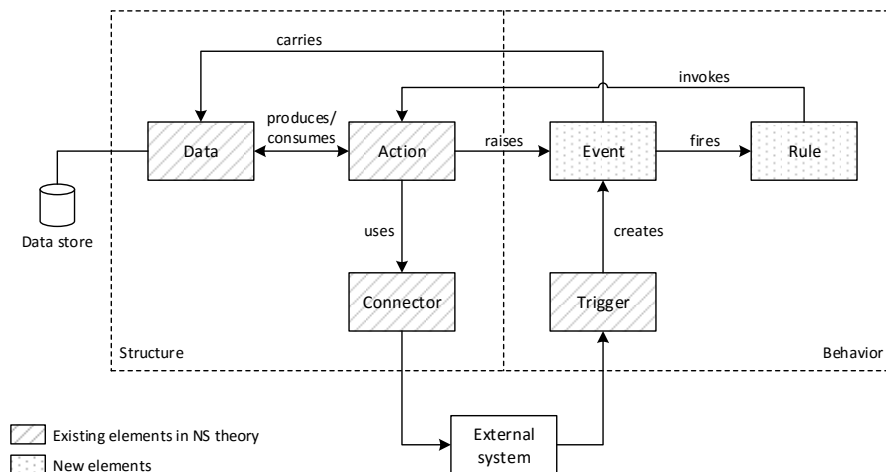 carries
invokes
produces/
consumes
Data
Action
raises
Event
fires
Rule
Data store
uses
creates
Connector
Trigger
Structure
Behavior
External
system
Existing elements in NS theory
New elements